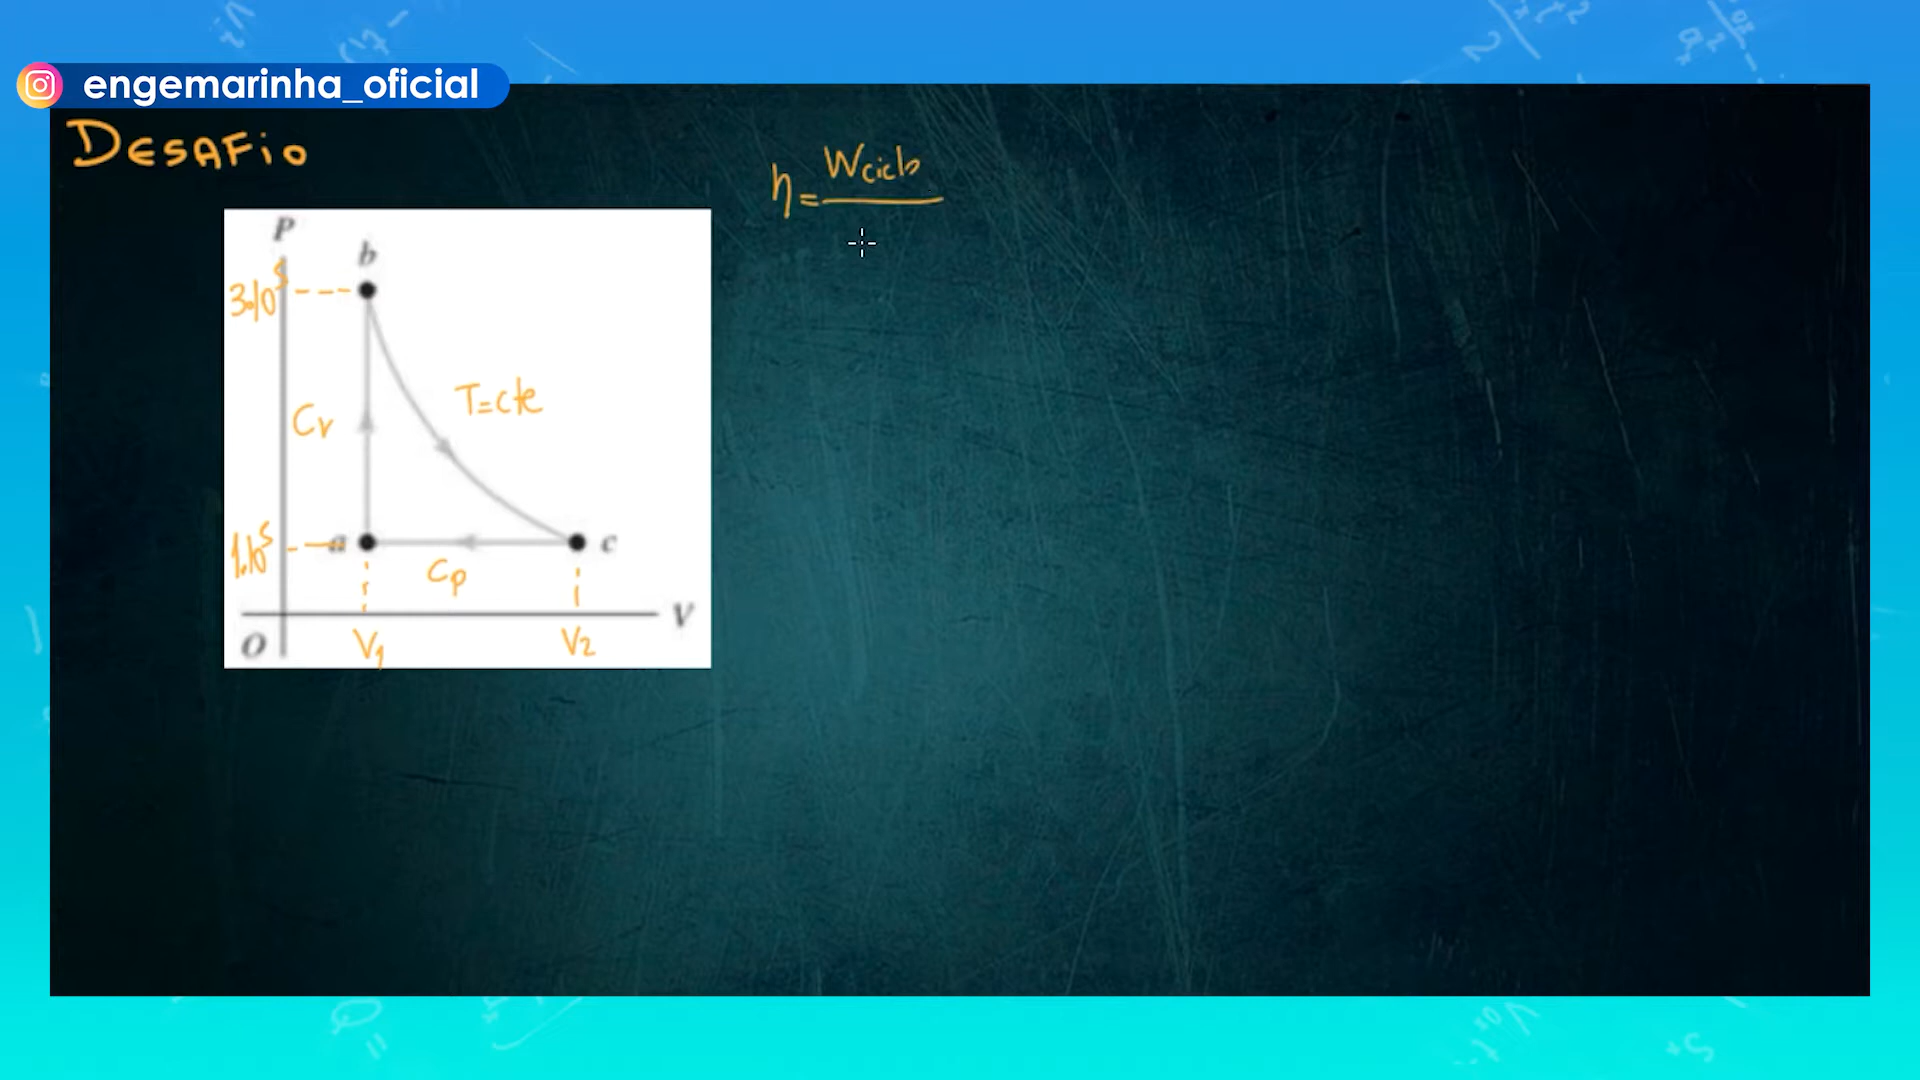 engemarinha_oficial
DESAFiO
η = Wciclo
P
b
3.10⁵
T=cte
Cv
1.10⁵
a
c
Cp
V
O
V1
V2